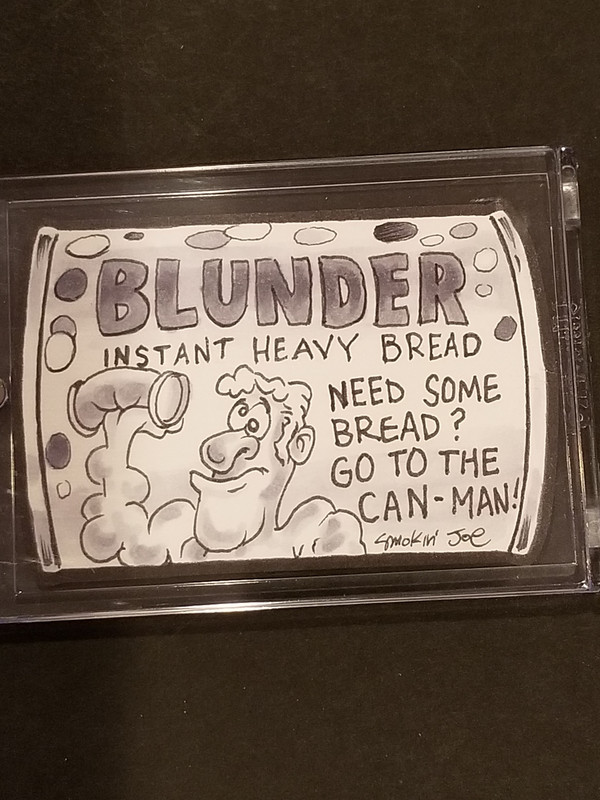 BLUNDER
INSTANT HEAVY BREAD
NEED SOME
BREAD?
GO TO THE
CAN-MAN!
Smokin' Joe